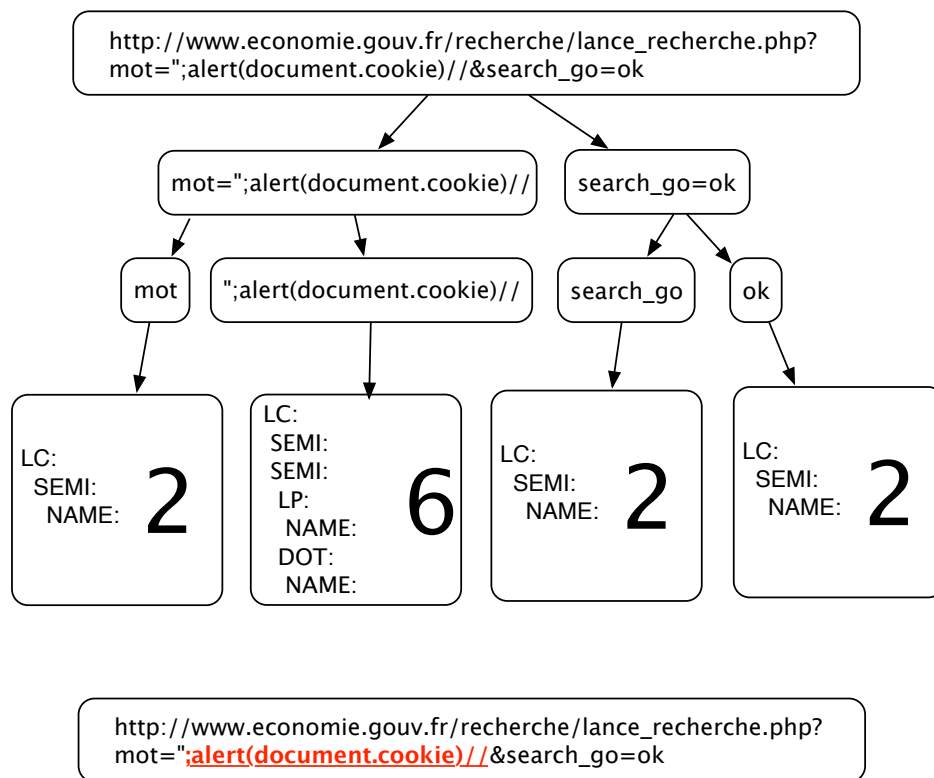 http://www.economie.gouv.fr/recherche/lance_recherche.php?
mot=";alert(document.cookie)//&search_go=ok
mot=";alert(document.cookie)//
search_go=ok
mot
";alert(document.cookie)//
search_go
ok
LC:
SEMI:
NAME:
2
LC:
SEMI:
SEMI:
LP:
NAME:
DOT:
NAME:
6
LC:
SEMI:
NAME:
2
LC:
SEMI:
NAME:
2
http://www.economie.gouv.fr/recherche/lance_recherche.php?
mot=";alert(document.cookie)//&search_go=ok